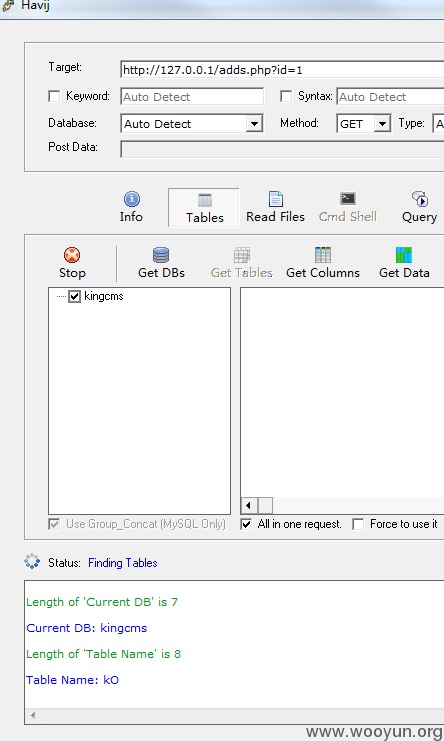 Havij
Target: http://127.0.0.1/adds.php?id=1
Keyword: Auto Detect Syntax: Auto Detect
Database: Auto Detect Method: GET Type: A
Post Data:
Info Tables Read Files Cmd Shell Query
Stop Get DBs Get Tables Get Columns Get Data
kingcms
Use Group_Concat (MySQL Only) All in one request. Force to use it
Status: Finding Tables
Length of 'Current DB' is 7
Current DB: kingcms
Length of 'Table Name' is 8
Table Name: kO
www.wooyun.org